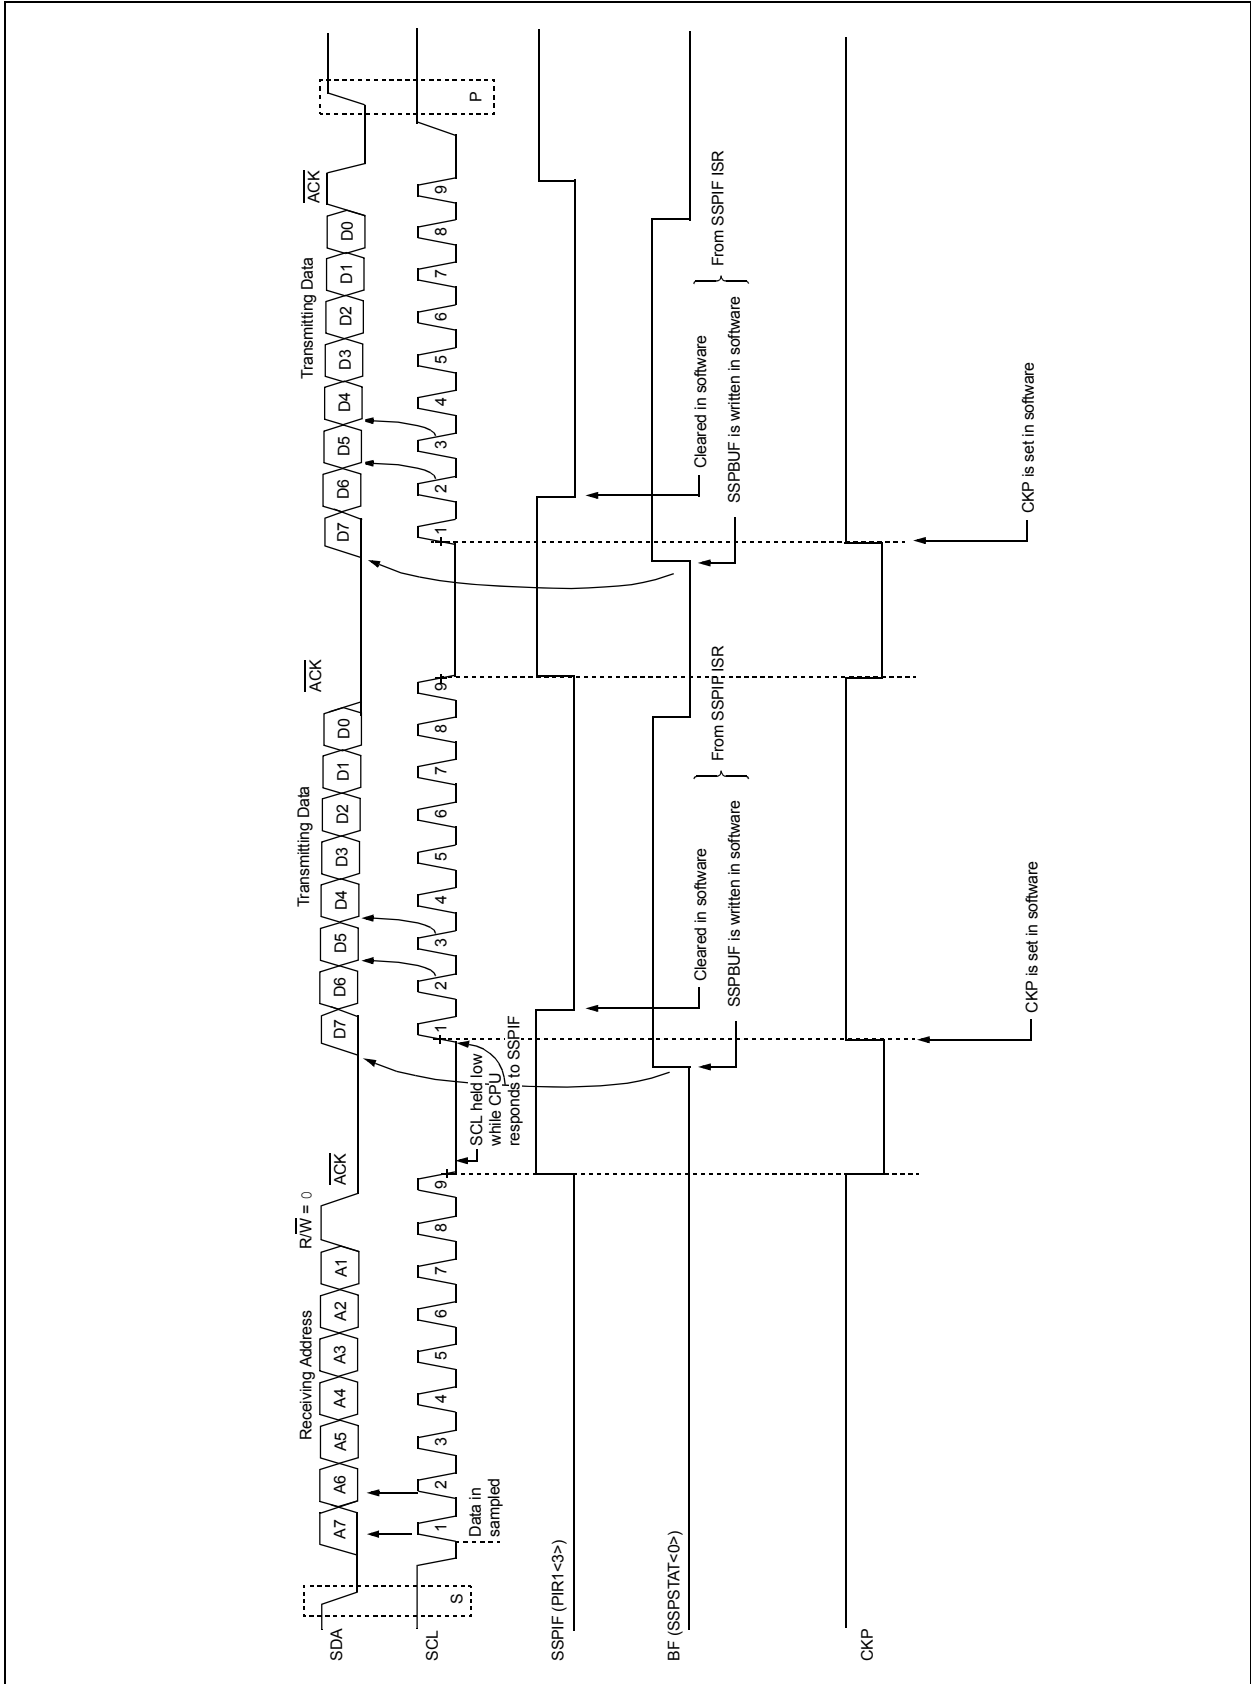 Receiving Address
R/W = 0
ACK
Transmitting Data
ACK
Transmitting Data
ACK
SDA
A7
A6
A5
A4
A3
A2
A1
D7
D6
D5
D4
D3
D2
D1
D0
D7
D6
D5
D4
D3
D2
D1
D0
SCL
S
1
2
3
4
5
6
7
8
9
1
2
3
4
5
6
7
8
9
1
2
3
4
5
6
7
8
9
P
Data in
sampled
SCL held low
while CPU
responds to SSPIF
SSPIF (PIR1<3>)
BF (SSPSTAT<0>)
Cleared in software
SSPBUF is written in software
From SSPIF ISR
Cleared in software
SSPBUF is written in software
From SSPIF ISR
CKP
CKP is set in software
CKP is set in software